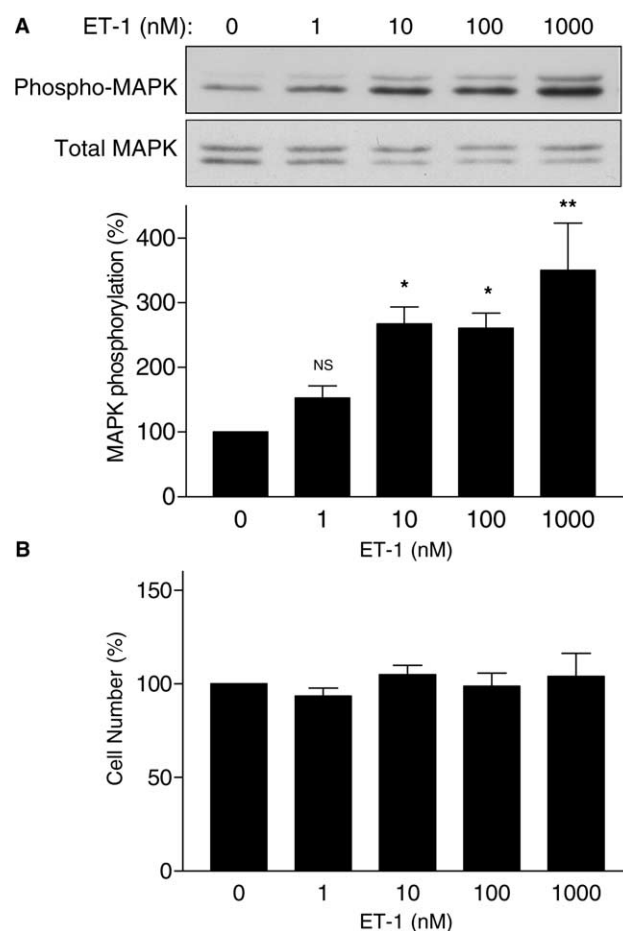 A ET-1 (nM): 0 1 10 100 1000
Phospho-MAPK
Total MAPK
MAPK phosphorylation (%)
400
300
200
100
0
NS
*
*
**
0 1 10 100 1000
ET-1 (nM)
B
Cell Number (%)
150
100
50
0
0 1 10 100 1000
ET-1 (nM)